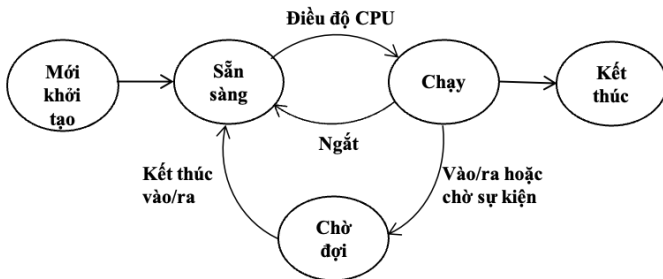 Điều độ CPU
Mới
khởi
tạo
Sẵn
sàng
Chạy
Kết
thúc
Ngắt
Kết thúc
vào/ra
Vào/ra hoặc
chờ sự kiện
Chờ
đợi